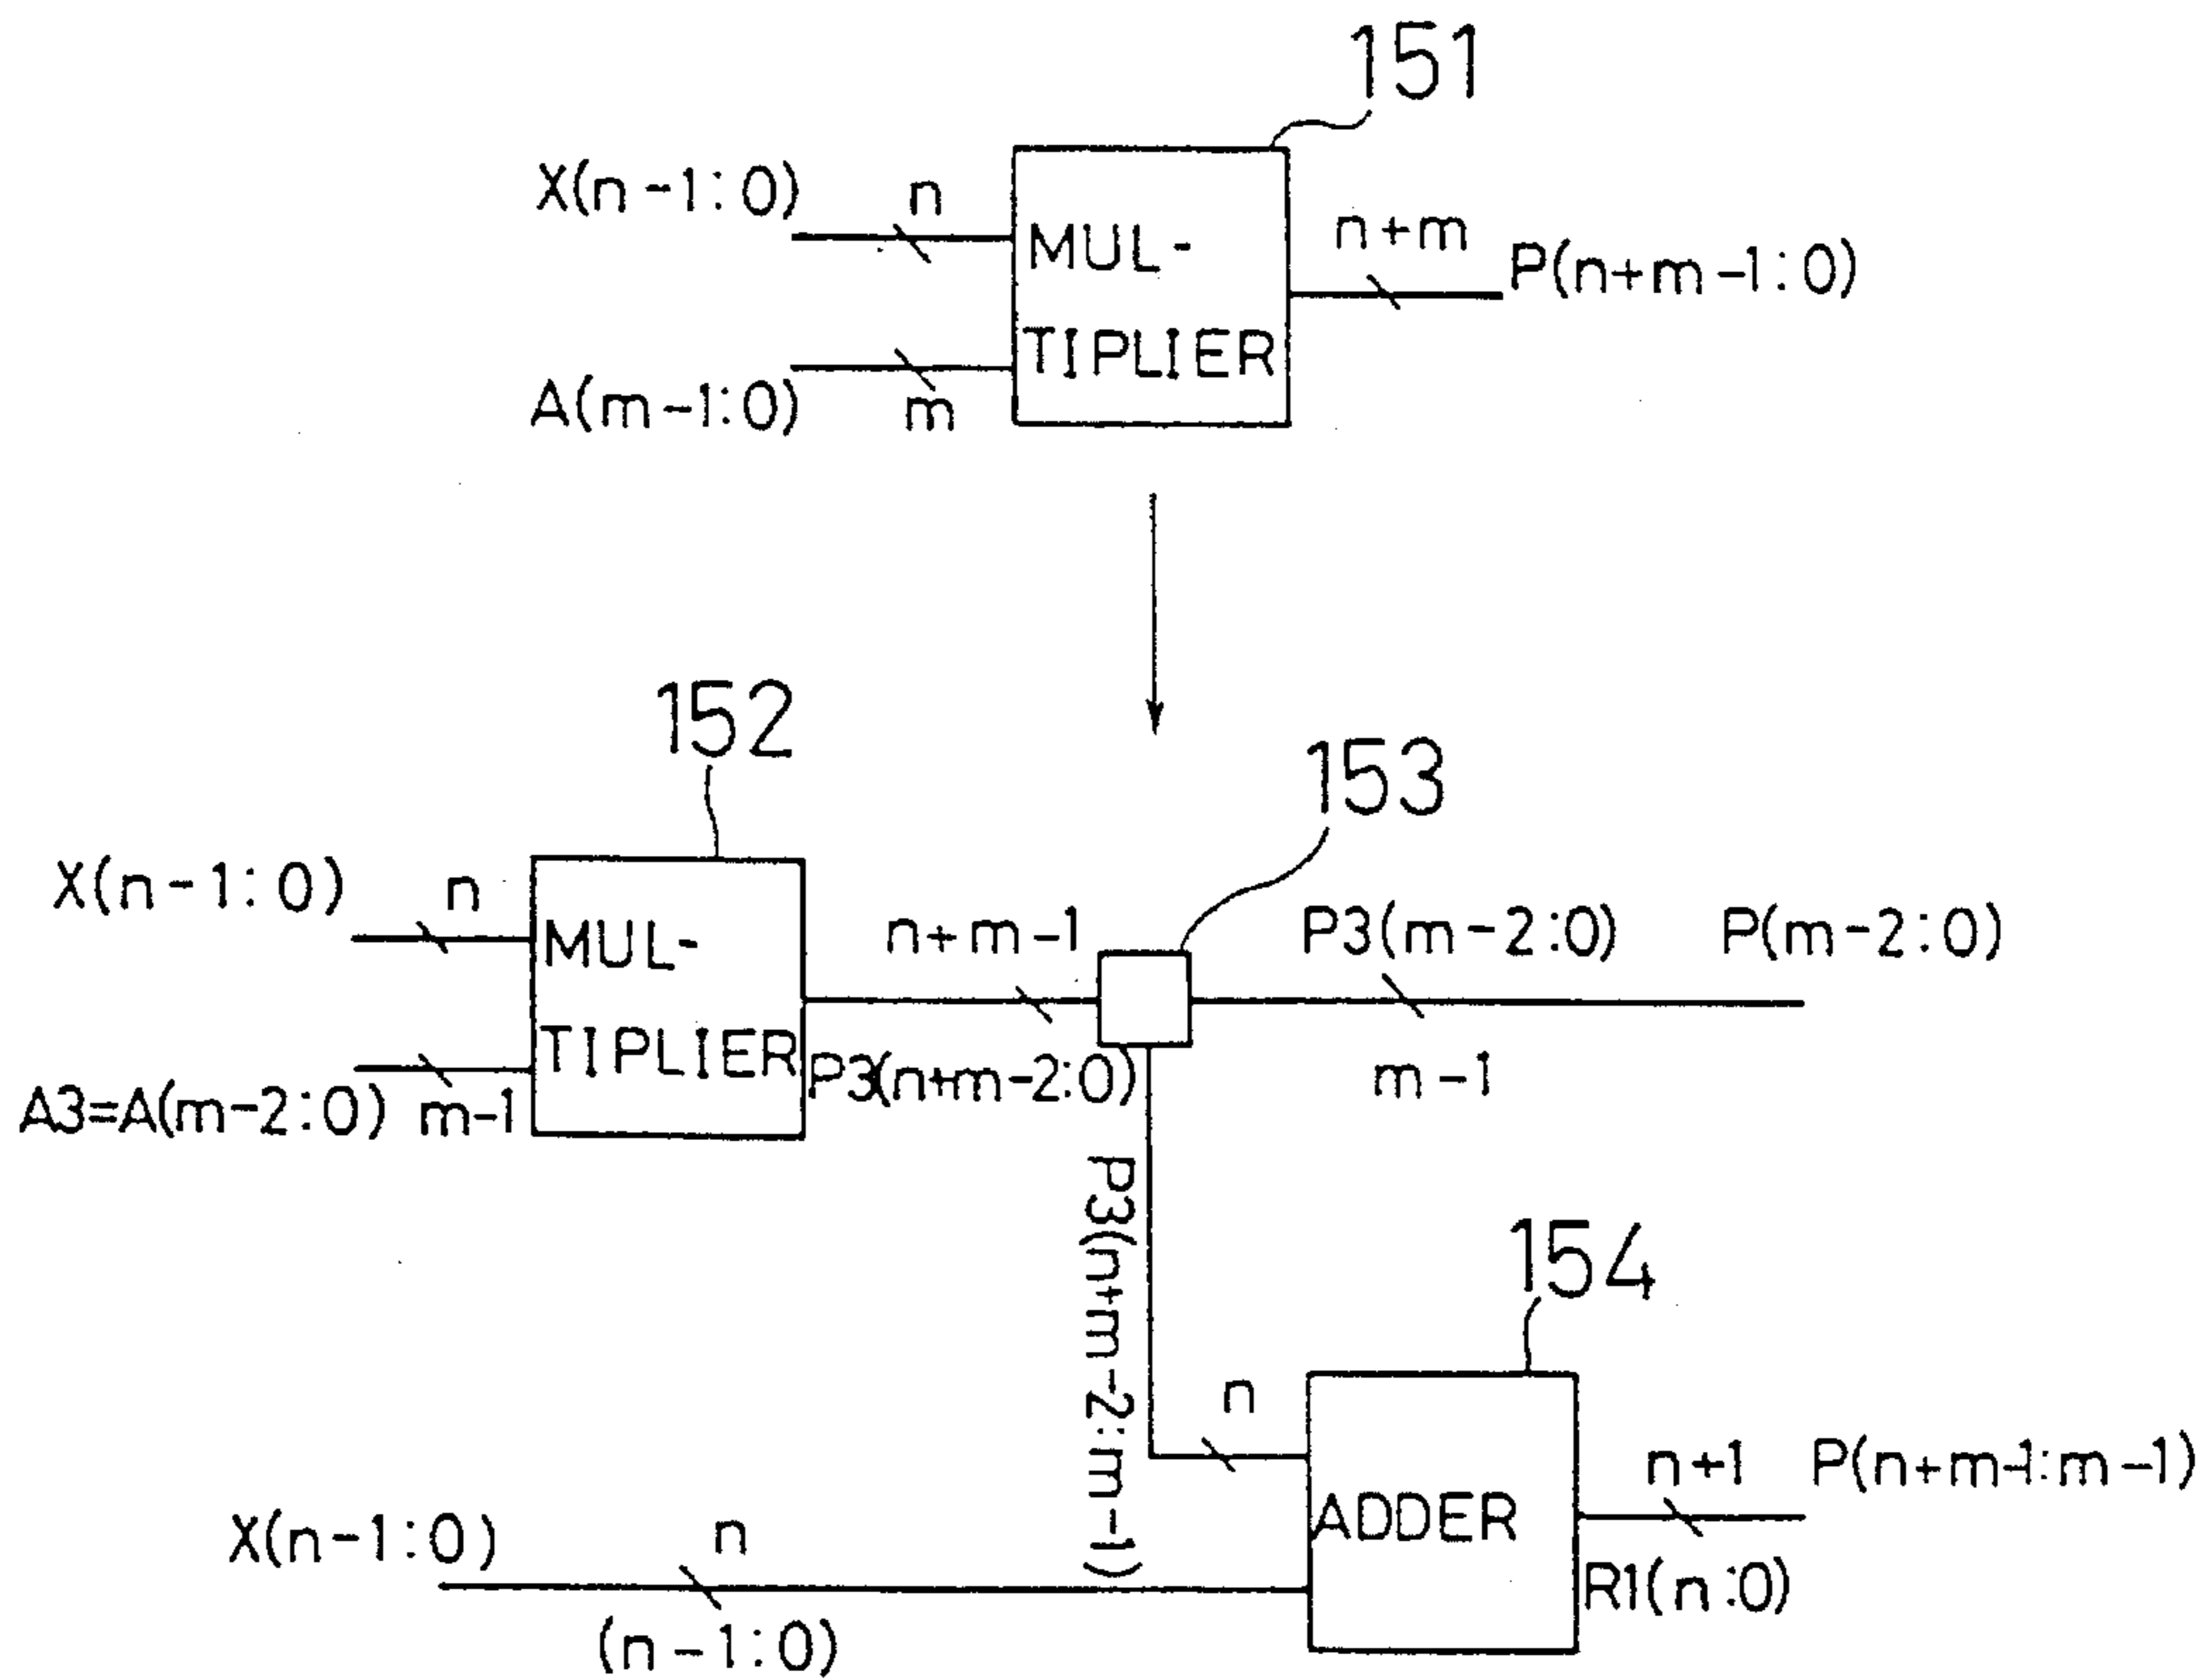 151
X(n-1:0)
n
MUL-
TIPLIER
n+m
P(n+m-1:0)
A(m-1:0)
m
152
153
X(n-1:0)
n
MUL-
TIPLIER
n+m-1
P3(m-2:0)
P(m-2:0)
A3=A(m-2:0)
m-1
P3(n+m-2:0)
m-1
P3(n+m-2:m-1)
154
n
ADDER
n+1
P(n+m-1:m-1)
X(n-1:0)
n
(n-1:0)
R1(n:0)